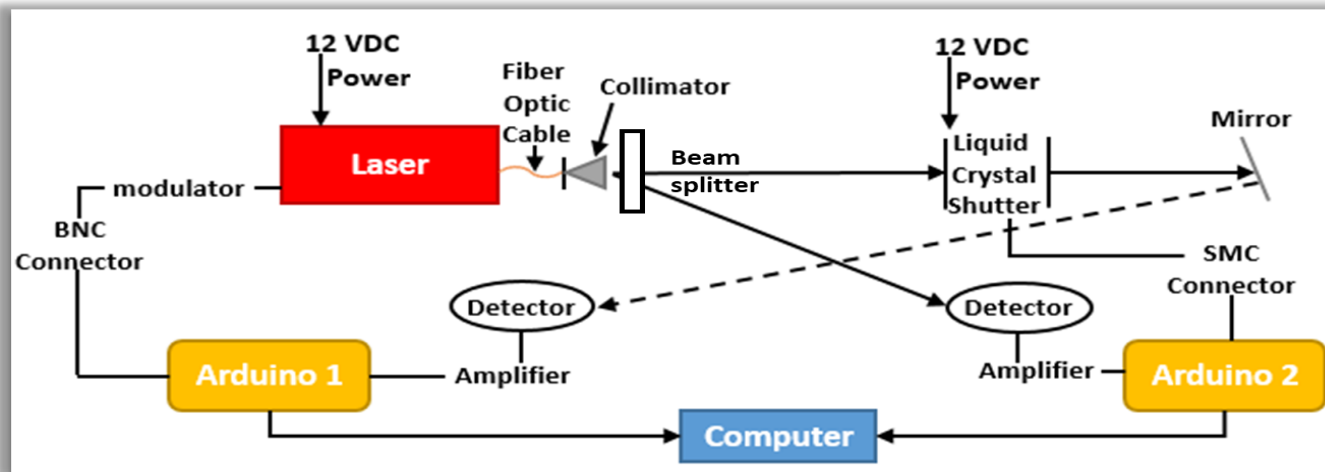 12 VDC
Power
Laser
Fiber
Optic
Cable
Collimator
Beam
splitter
12 VDC
Power
Liquid
Crystal
Shutter
Mirror
modulator
BNC
Connector
SMC
Connector
Detector
Detector
Arduino 1
Amplifier
Amplifier
Arduino 2
Computer